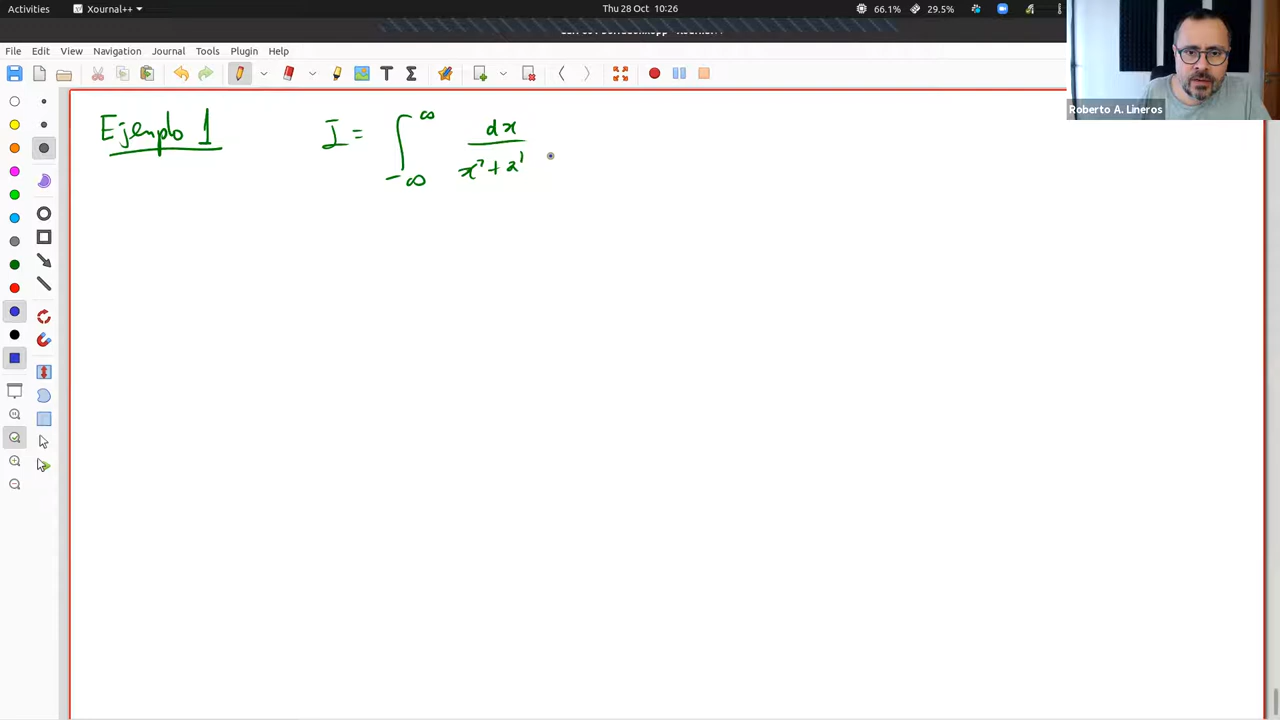 Activities Xournal++ Thu 28 Oct 10:26 66.1% 29.5%
File Edit View Navigation Journal Tools Plugin Help
Roberto A. Lineros
Ejemplo 1 I = ∫_{-∞}^{∞} dx / (x² + 2¹